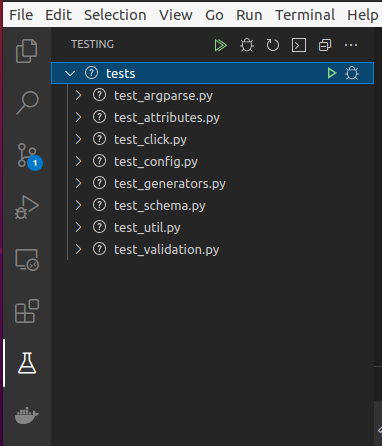 File Edit Selection View Go Run Terminal Help
TESTING
tests
test_argparse.py
test_attributes.py
test_click.py
test_config.py
test_generators.py
test_schema.py
test_util.py
test_validation.py
1